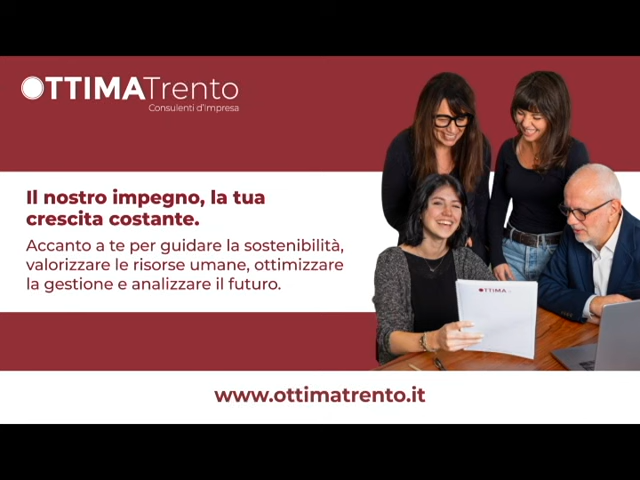 OTTIMATrento
Consulenti d'Impresa
Il nostro impegno, la tua
crescita costante.
Accanto a te per guidare la sostenibilità,
valorizzare le risorse umane, ottimizzare
la gestione e analizzare il futuro.
OTTIMA
www.ottimatrento.it